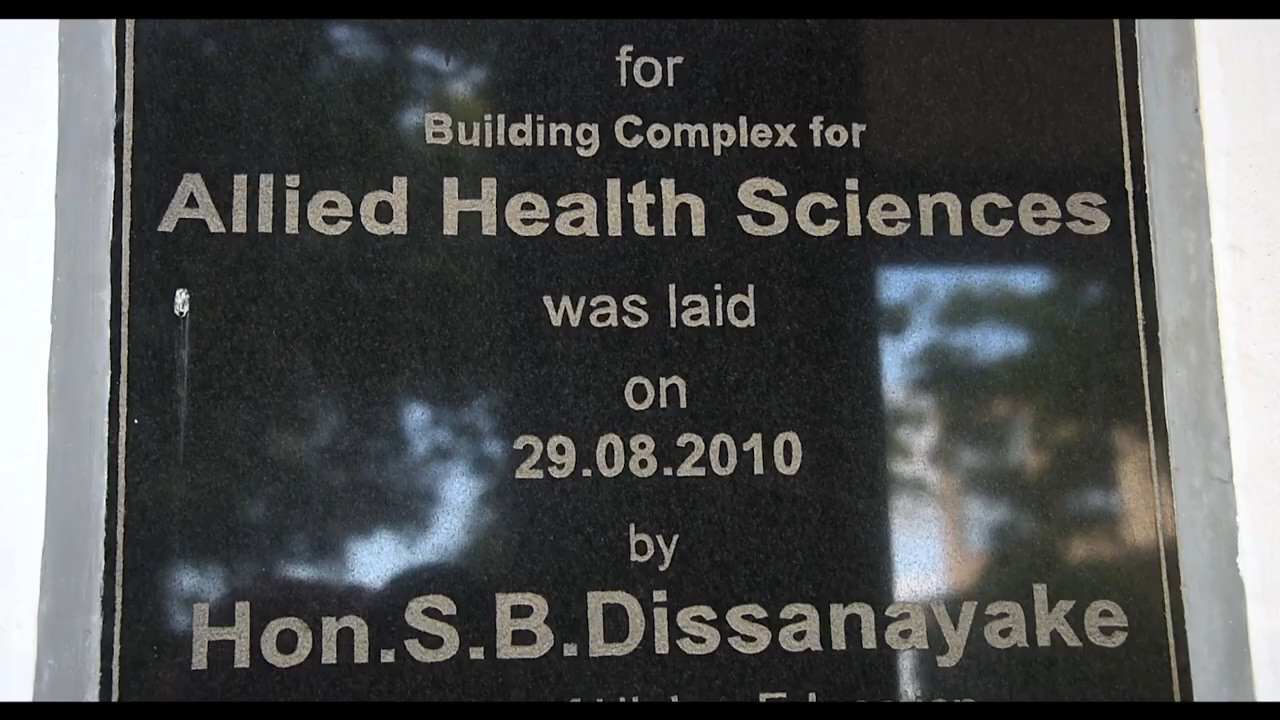 for
Building Complex for
Allied Health Sciences
was laid
on
29.08.2010
by
Hon.S.B.Dissanayake